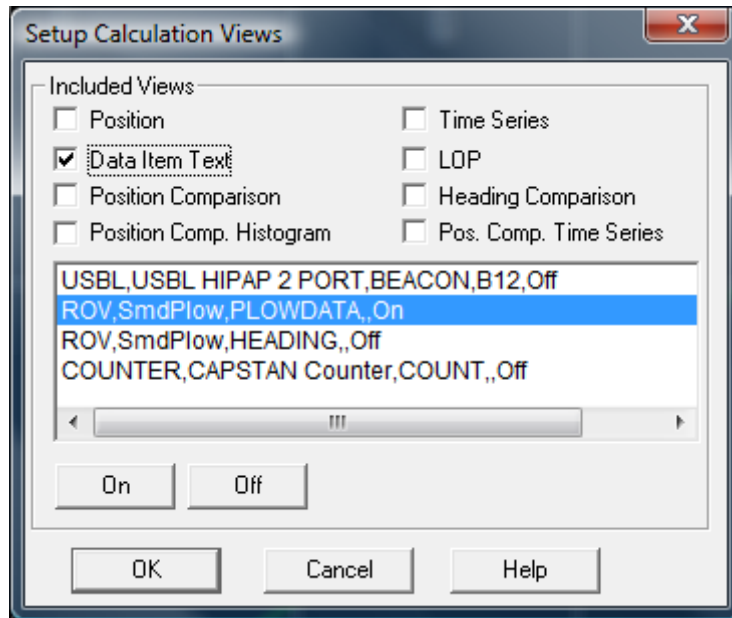 Setup Calculation Views
Included Views
Position
Time Series
Data Item Text
LOP
Position Comparison
Heading Comparison
Position Comp. Histogram
Pos. Comp. Time Series
USBL,USBL HIPAP 2 PORT,BEACON,B12,Off
ROV,SmdPlow,PLOWDATA,,On
ROV,SmdPlow,HEADING,,Off
COUNTER,CAPSTAN Counter,COUNT,,Off
On
Off
OK
Cancel
Help